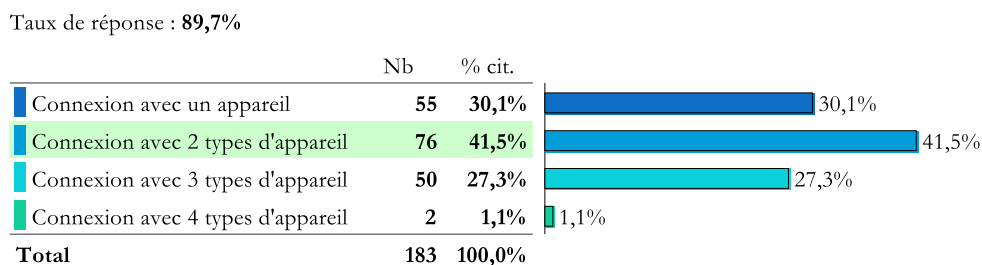 Taux de réponse : 89,7%
Nb % cit.
Connexion avec un appareil 55 30,1% 30,1%
Connexion avec 2 types d'appareil 76 41,5% 41,5%
Connexion avec 3 types d'appareil 50 27,3% 27,3%
Connexion avec 4 types d'appareil 2 1,1% 1,1%
Total 183 100,0%